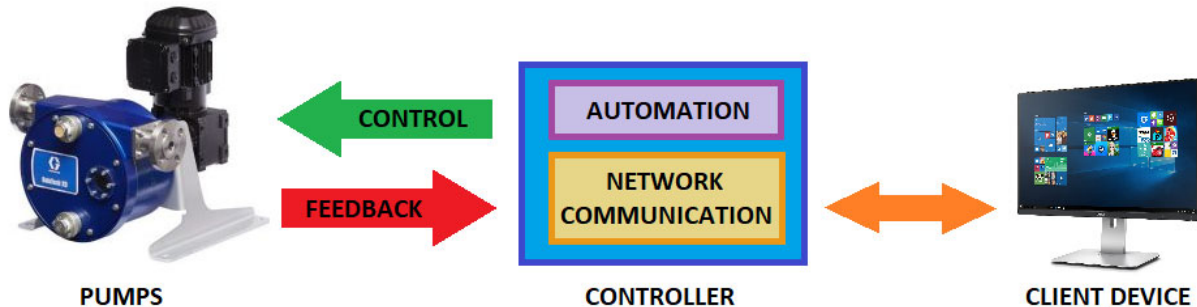 CONTROL
FEEDBACK
AUTOMATION
NETWORK
COMMUNICATION
PUMPS
CONTROLLER
CLIENT DEVICE